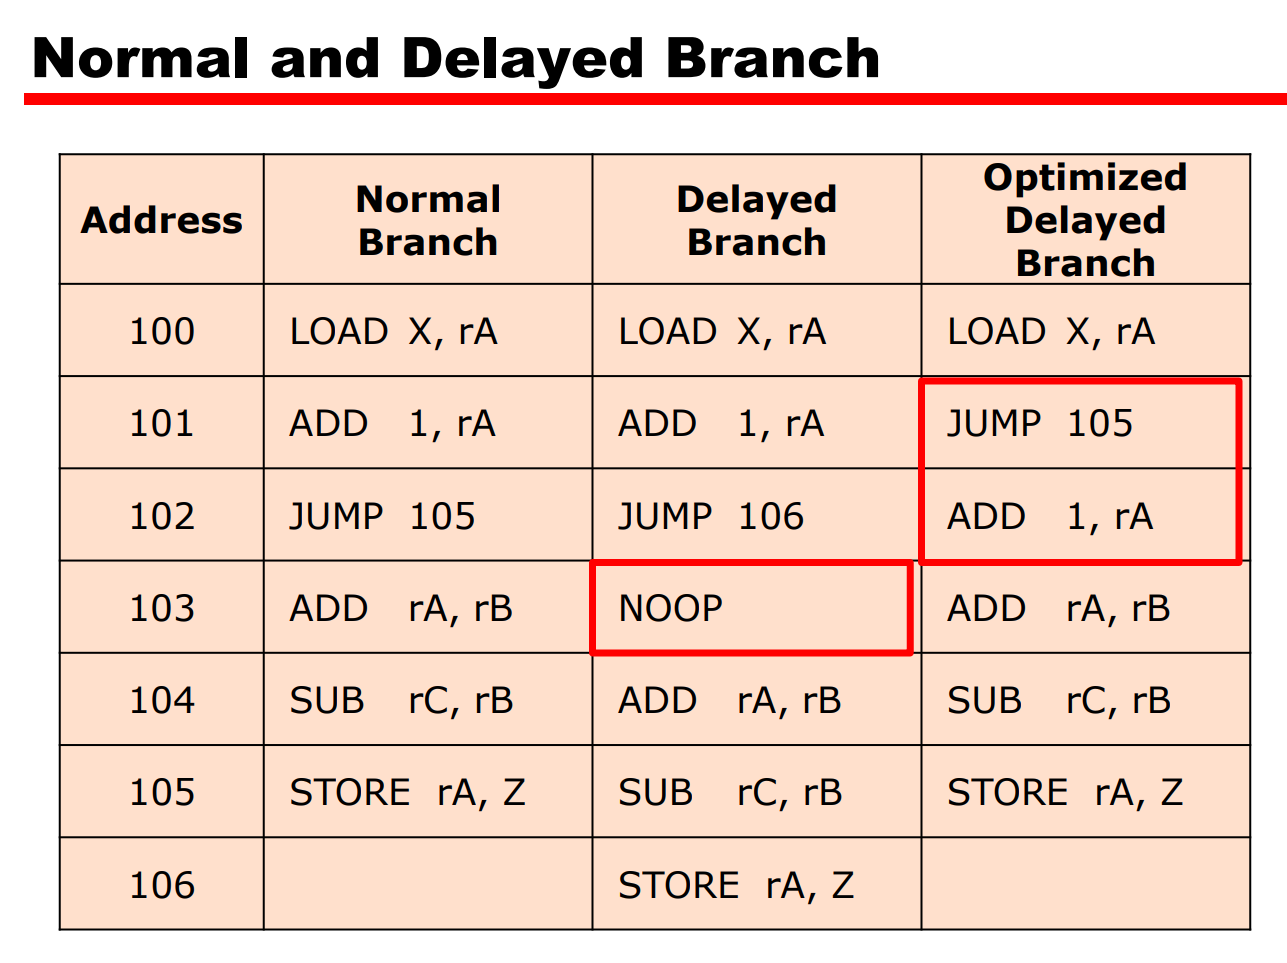 Normal and Delayed Branch
Address Normal Branch Delayed Branch Optimized Delayed Branch
100 LOAD X, rA LOAD X, rA LOAD X, rA
101 ADD 1, rA ADD 1, rA JUMP 105
102 JUMP 105 JUMP 106 ADD 1, rA
103 ADD rA, rB NOOP ADD rA, rB
104 SUB rC, rB ADD rA, rB SUB rC, rB
105 STORE rA, Z SUB rC, rB STORE rA, Z
106 STORE rA, Z